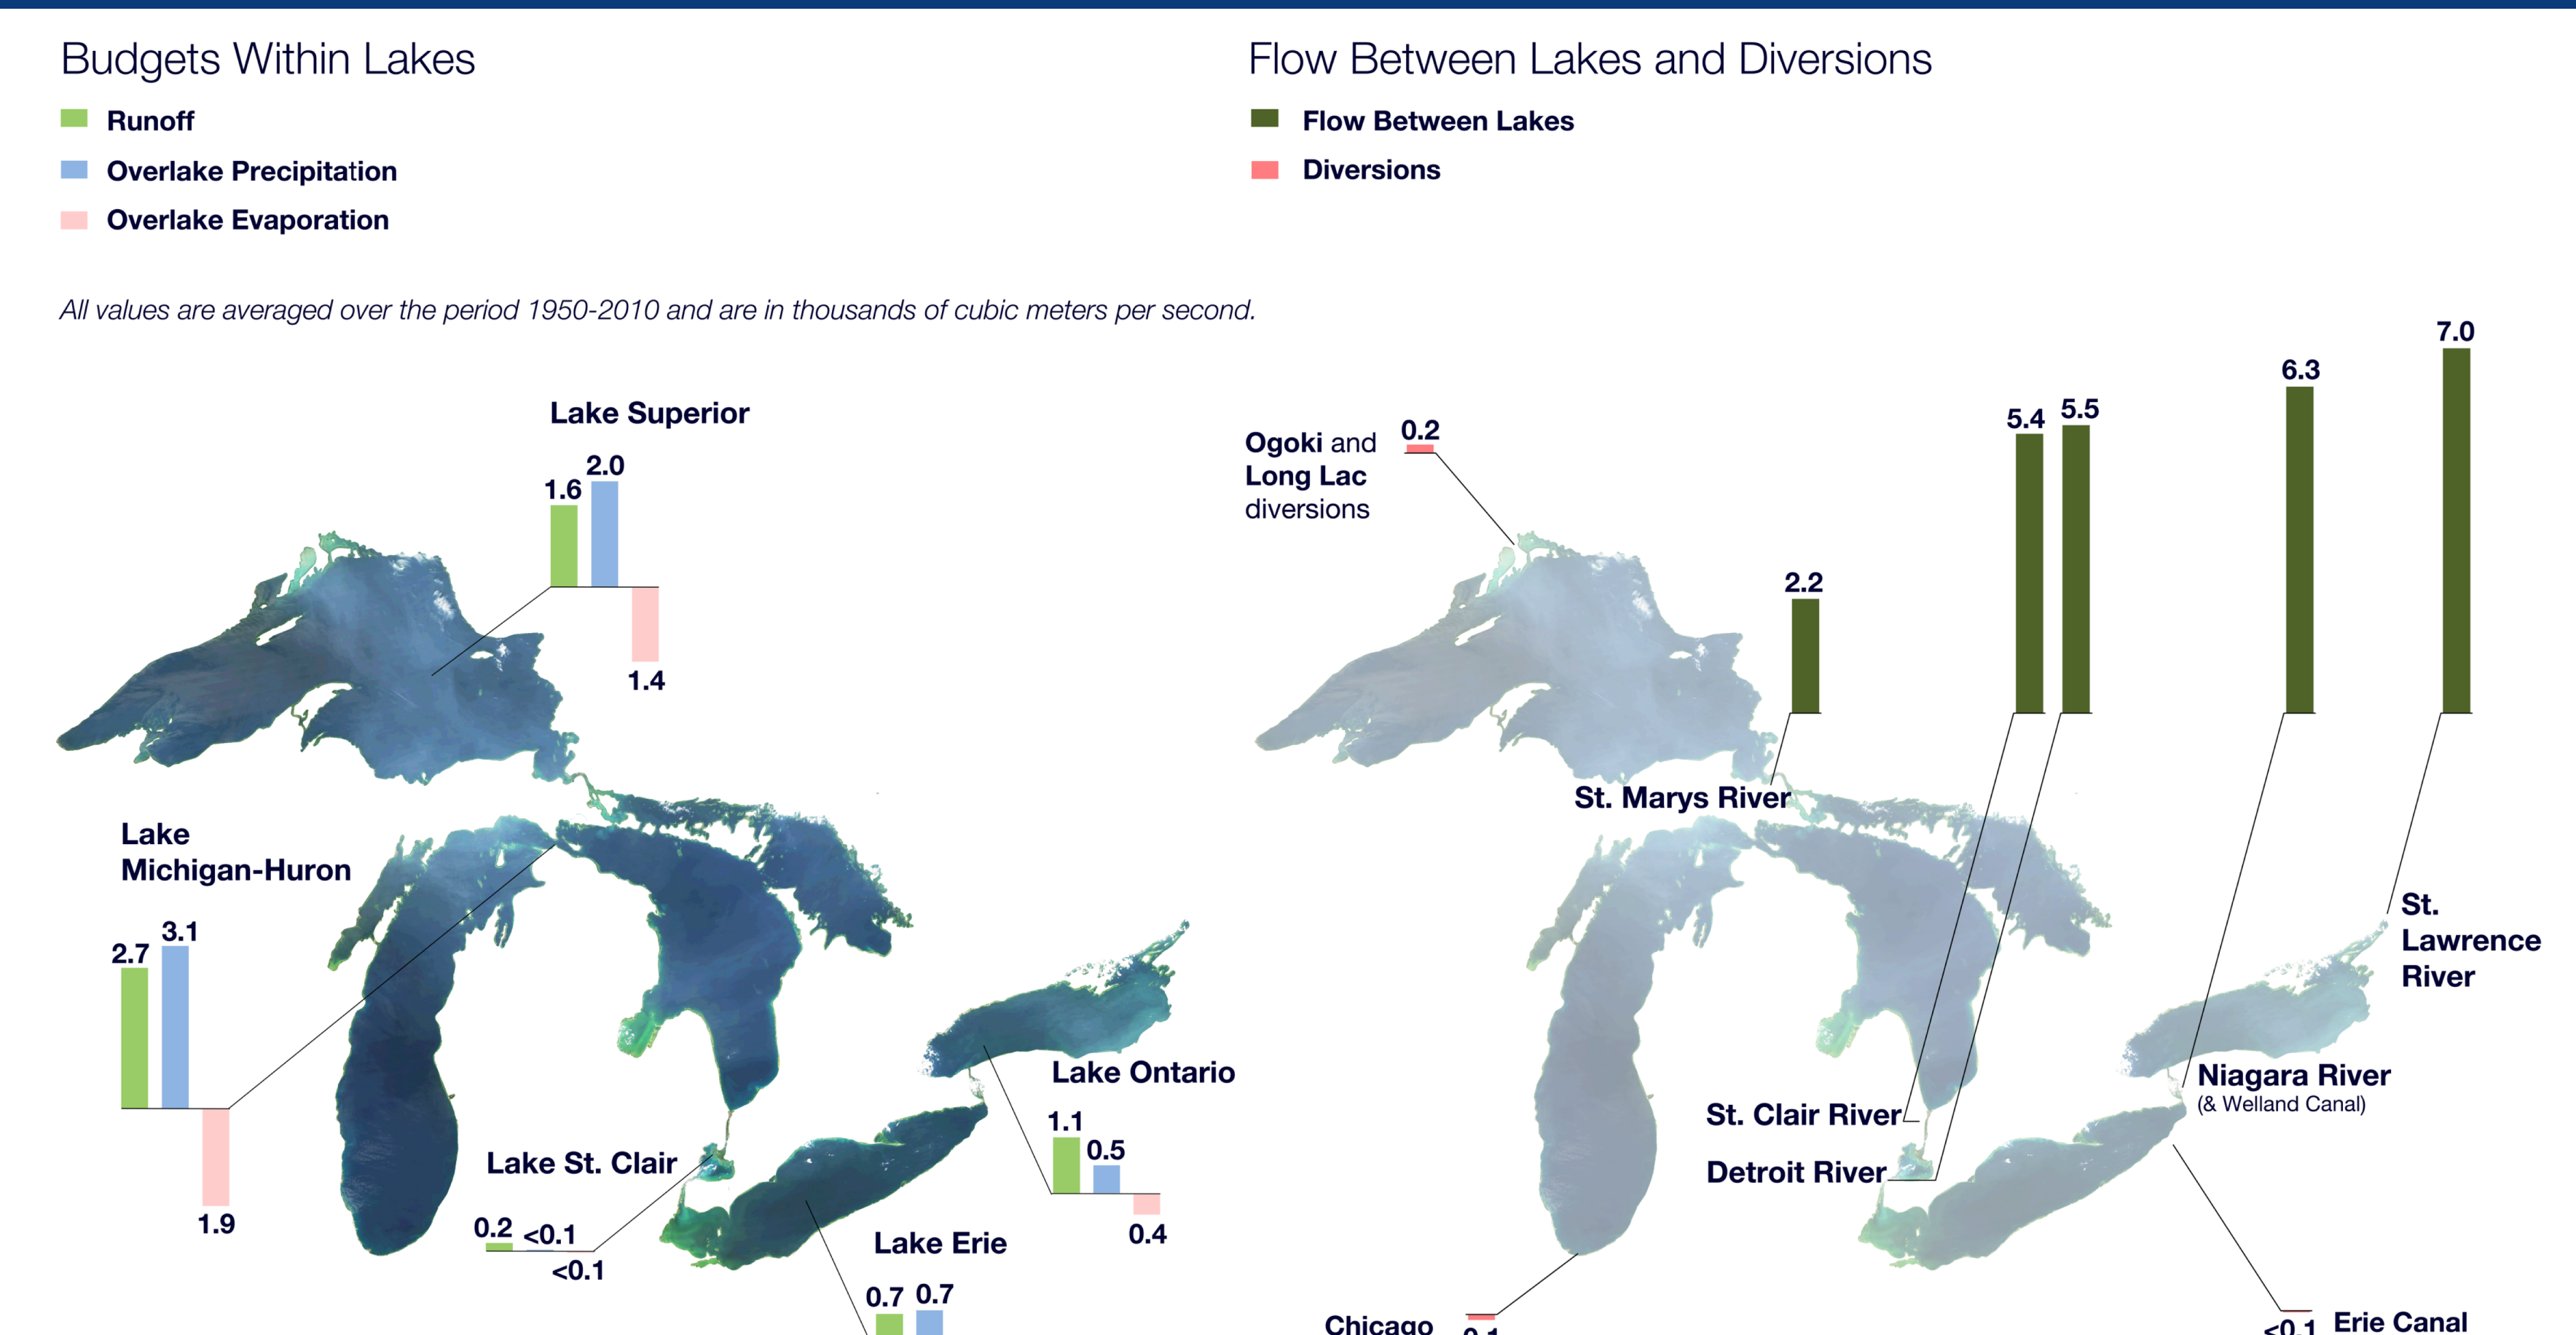 Budgets Within Lakes
Runoff
Overlake Precipitation
Overlake Evaporation
All values are averaged over the period 1950-2010 and are in thousands of cubic meters per second.
Lake Superior
1.6
2.0
1.4
Lake
Michigan-Huron
2.7
3.1
1.9
Lake St. Clair
0.2
<0.1
<0.1
Lake Ontario
1.1
0.5
0.4
Lake Erie
0.7
0.7
Flow Between Lakes and Diversions
Flow Between Lakes
Diversions
Ogoki and
Long Lac
diversions
0.2
2.2
St. Marys River
5.4
5.5
6.3
7.0
St.
Lawrence
River
Niagara River
(& Welland Canal)
St. Clair River
Detroit River
Chicago
0.1
<0.1
Erie Canal